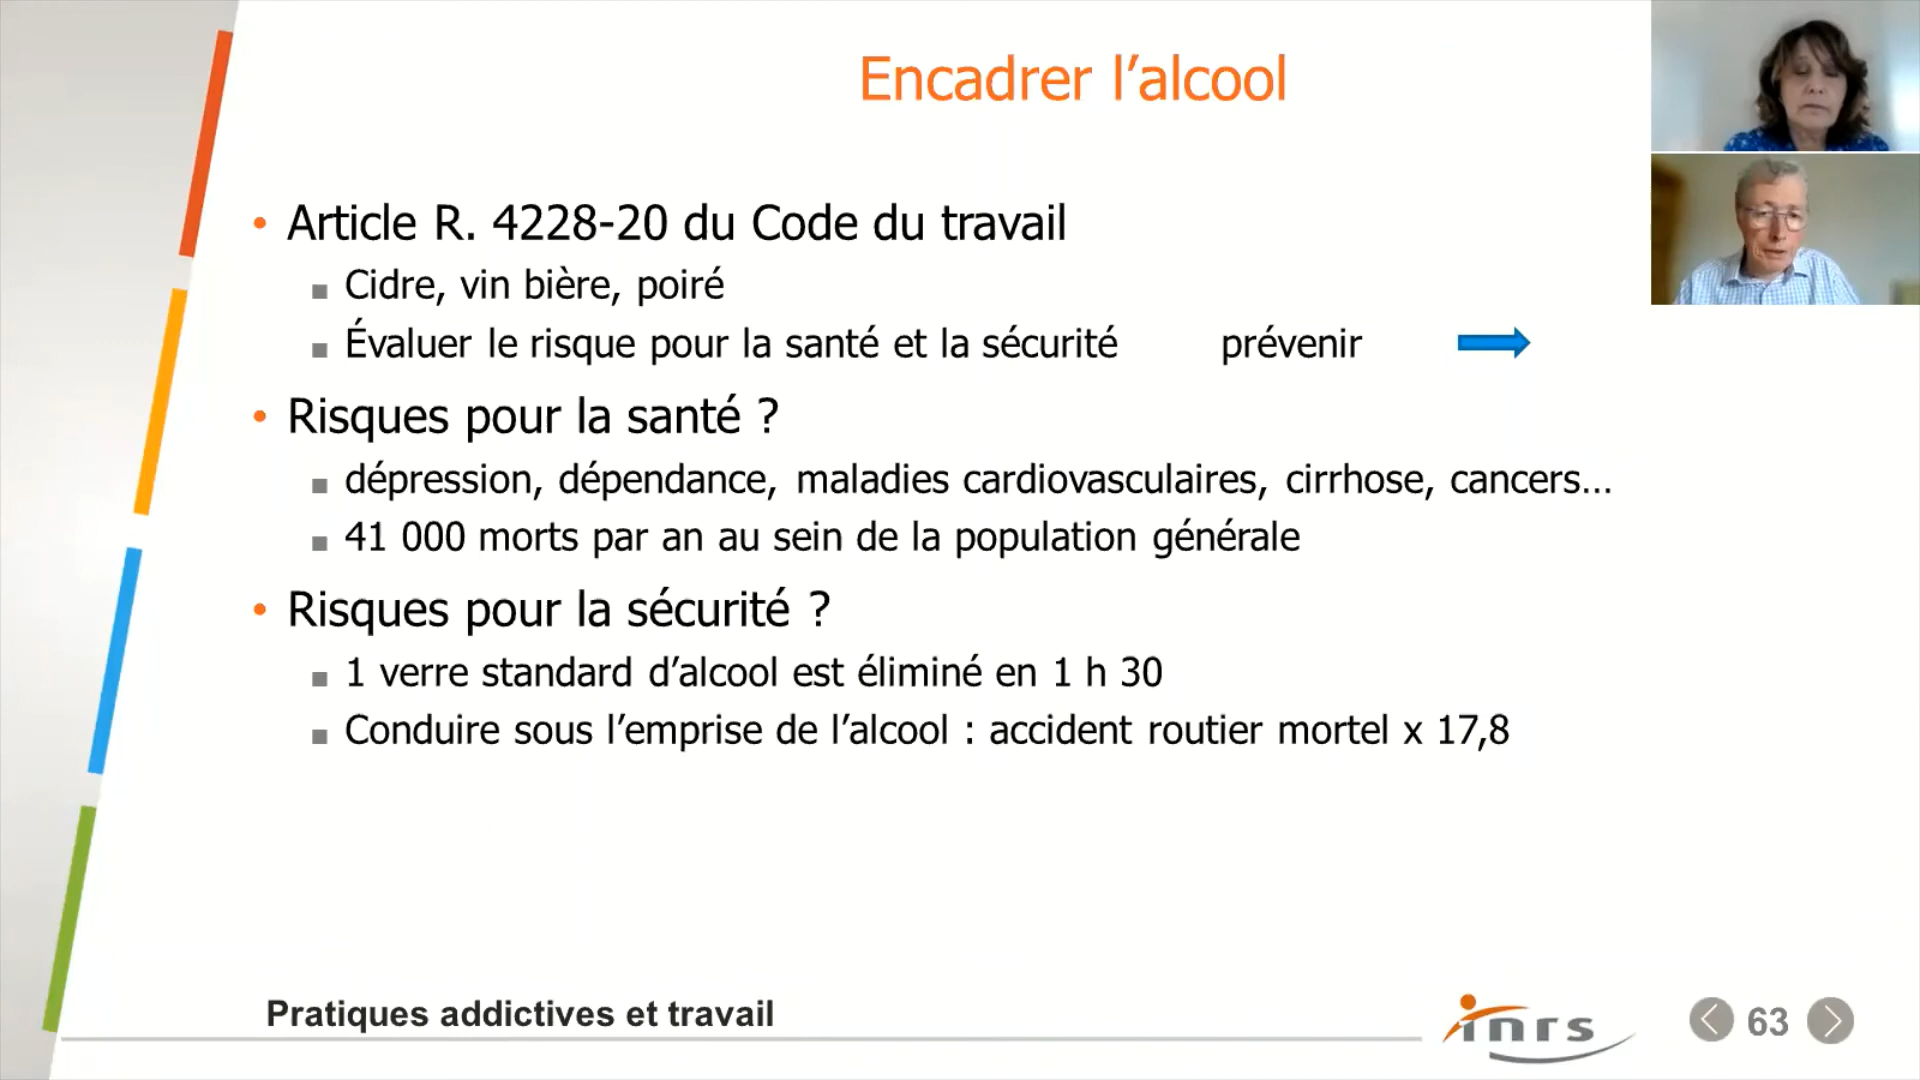 Encadrer l’alcool
• Article R. 4228-20 du Code du travail
▪ Cidre, vin bière, poiré
▪ Évaluer le risque pour la santé et la sécurité prévenir
• Risques pour la santé ?
▪ dépression, dépendance, maladies cardiovasculaires, cirrhose, cancers…
▪ 41 000 morts par an au sein de la population générale
• Risques pour la sécurité ?
▪ 1 verre standard d’alcool est éliminé en 1 h 30
▪ Conduire sous l’emprise de l’alcool : accident routier mortel x 17,8
Pratiques addictives et travail
inrs
63